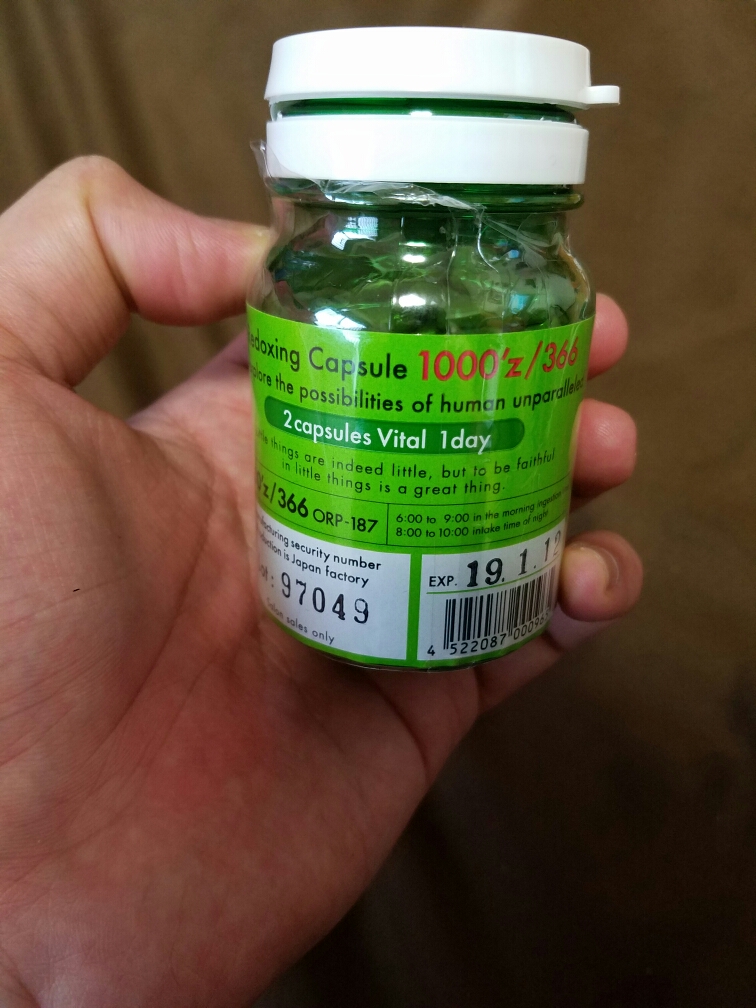 edoxing Capsule 1000'z/366
the possibilities of human unparalleled
2capsules Vital 1day
things are indeed little, but to be faithful
in little things is a great thing.
'z/366 ORP-187
6:00 to 9:00 in the morning
8:00 to 10:00 intake time of night
security number
is Japan factory
97049
sales only
EXP. 19. 1. 12
4 522087 0009